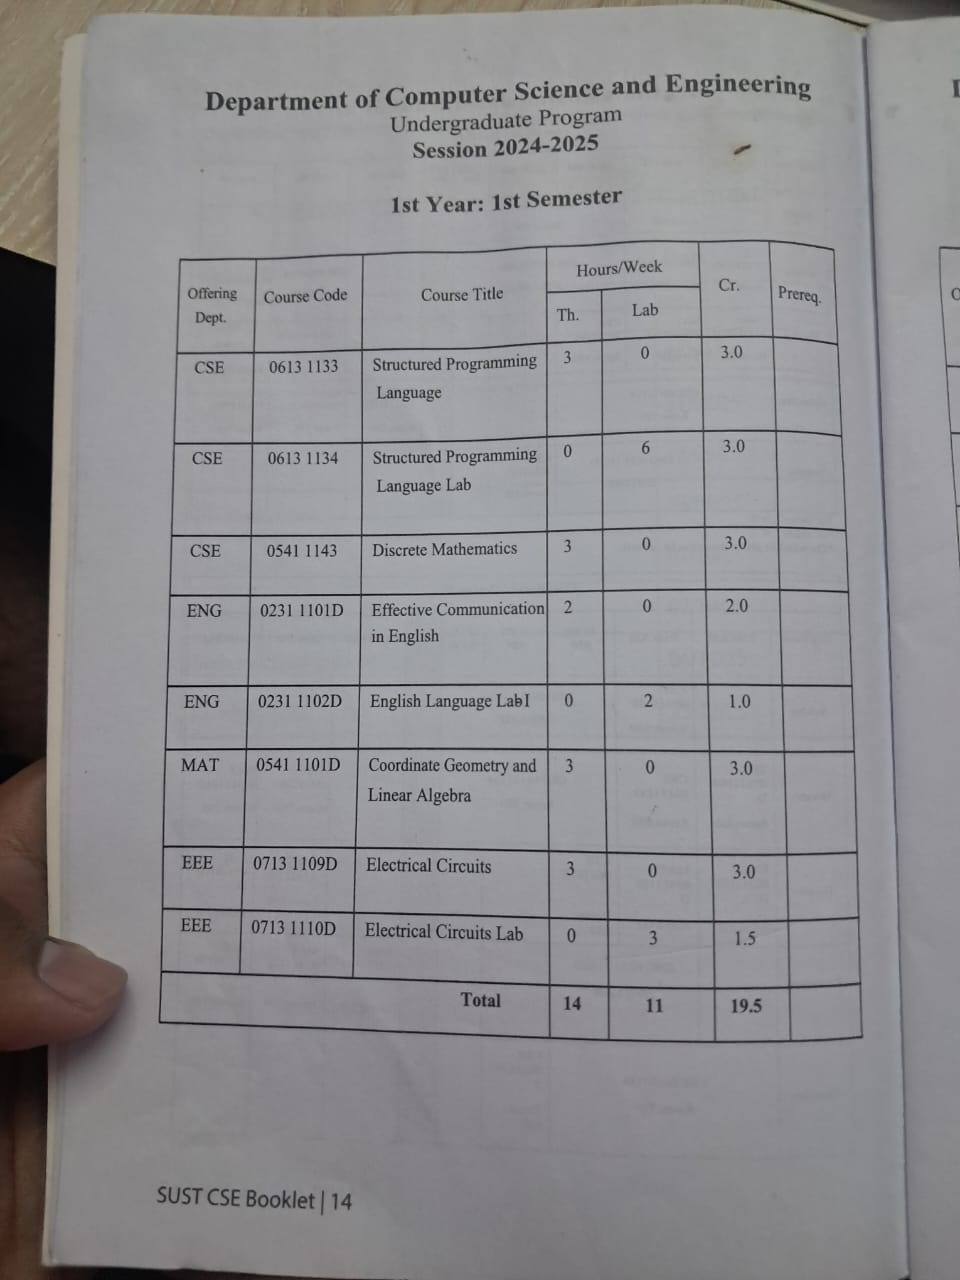 Department of Computer Science and Engineering
Undergraduate Program
Session 2024-2025
1st Year: 1st Semester
Offering Dept. Course Code Course Title Hours/Week Th. Lab Cr. Prereq.
CSE 0613 1133 Structured Programming 3 0 3.0
Language
CSE 0613 1134 Structured Programming 0 6 3.0
Language Lab
CSE 0541 1143 Discrete Mathematics 3 0 3.0
ENG 0231 1101D Effective Communication 2 0 2.0
in English
ENG 0231 1102D English Language Lab I 0 2 1.0
MAT 0541 1101D Coordinate Geometry and 3 0 3.0
Linear Algebra
EEE 0713 1109D Electrical Circuits 3 0 3.0
EEE 0713 1110D Electrical Circuits Lab 0 3 1.5
Total 14 11 19.5
SUST CSE Booklet | 14